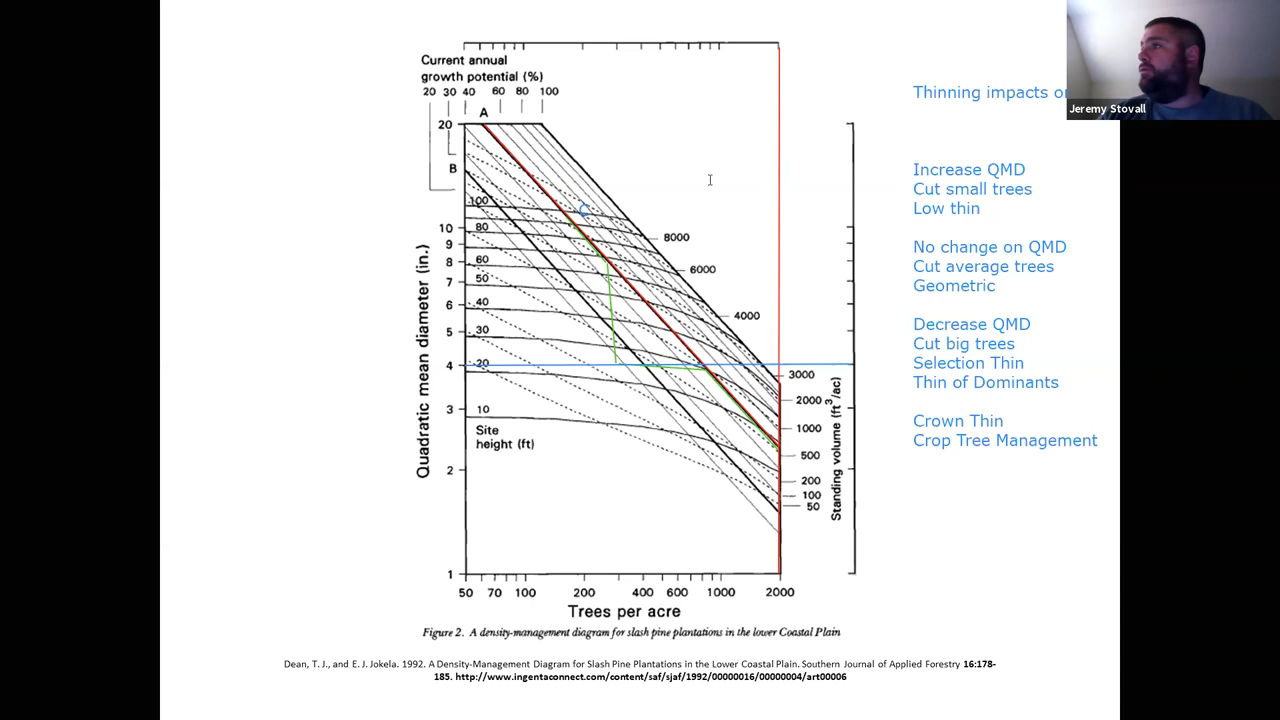 Current annual
growth potential (%)
20 30 40 60 80 100
A
20
B
100
10
80
9
8
60
7
50
6
40
5
30
4
20
3
10
Site
height (ft)
2
1
Quadratic mean diameter (in.)
8000
6000
4000
3000
2000
1000
500
200
100
50
Standing volume (ft³/ac)
C
50 70 100 200 400 600 1000 2000
Trees per acre
Figure 2. A density-management diagram for slash pine plantations in the lower Coastal Plain
Dean, T. J., and E. J. Jokela. 1992. A Density-Management Diagram for Slash Pine Plantations in the Lower Coastal Plain. Southern Journal of Applied Forestry 16:178-
185. http://www.ingentaconnect.com/content/saf/sjaf/1992/00000016/00000004/art00006
Thinning impacts
Jeremy Stovall
Increase QMD
Cut small trees
Low thin
No change on QMD
Cut average trees
Geometric
Decrease QMD
Cut big trees
Selection Thin
Thin of Dominants
Crown Thin
Crop Tree Management